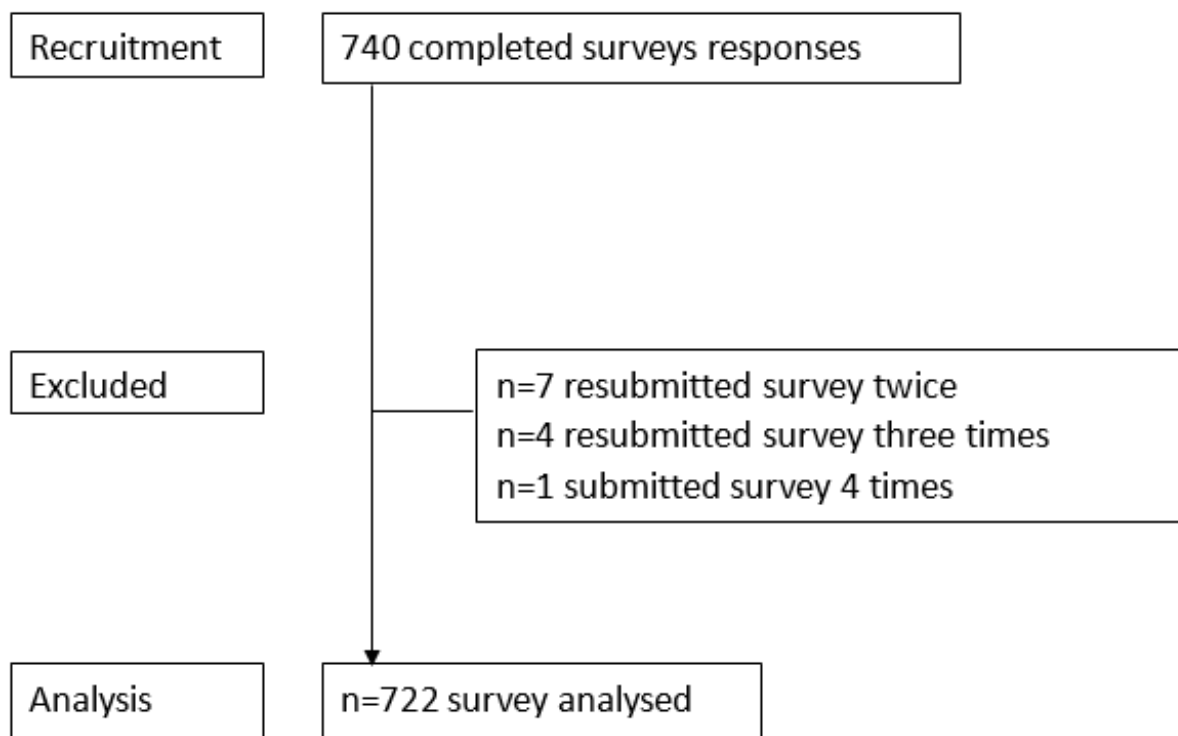 Recruitment
740 completed surveys responses
Excluded
n=7 resubmitted survey twice
n=4 resubmitted survey three times
n=1 submitted survey 4 times
Analysis
n=722 survey analysed